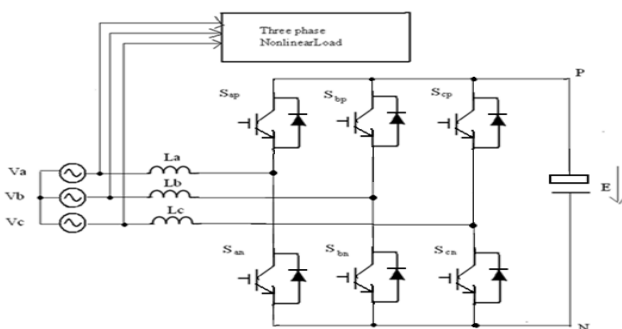 Three phase
NonlinearLoad
P
Sap
Sbp
Scp
La
Va
Lb
Vb
E
Lc
Vc
San
Sbn
Scn
N